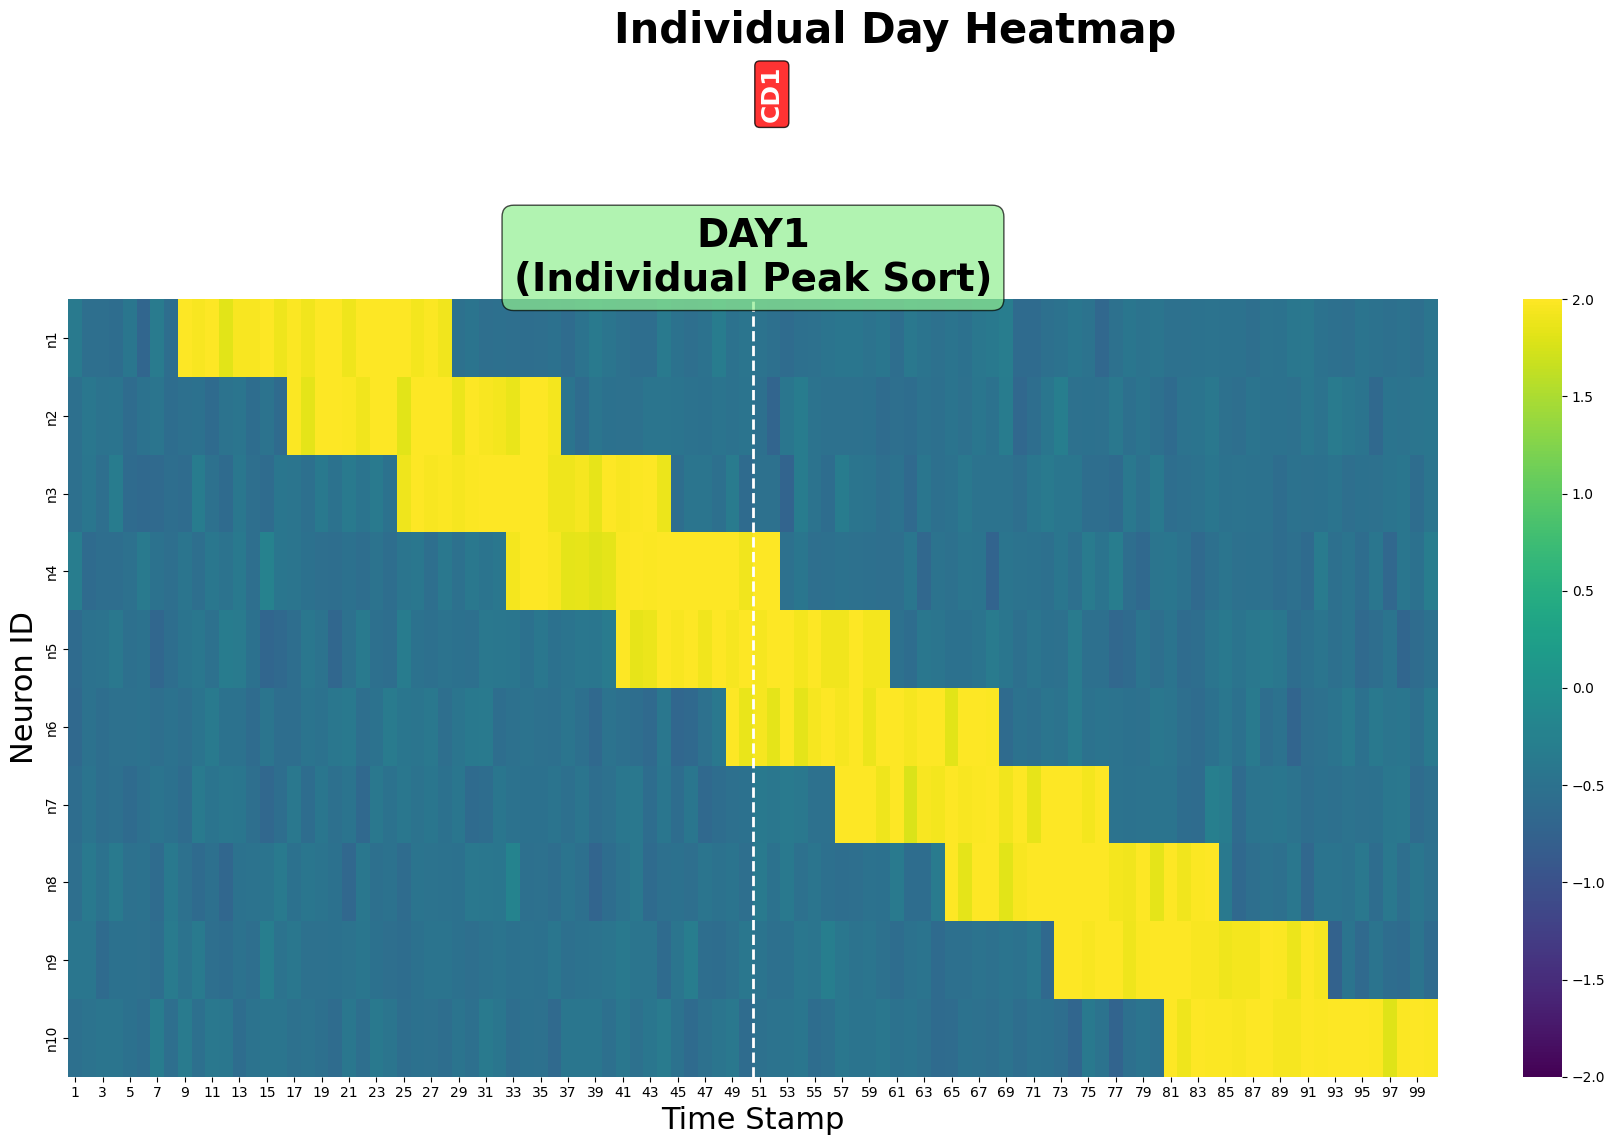 Individual Day Heatmap
CD1
DAY1
(Individual Peak Sort)
Neuron ID
n1
n2
n3
n4
n5
n6
n7
n8
n9
n10
1 3 5 7 9 11 13 15 17 19 21 23 25 27 29 31 33 35 37 39 41 43 45 47 49 51 53 55 57 59 61 63 65 67 69 71 73 75 77 79 81 83 85 87 89 91 93 95 97 99
Time Stamp
2.0
1.5
1.0
0.5
0.0
−0.5
−1.0
−1.5
−2.0